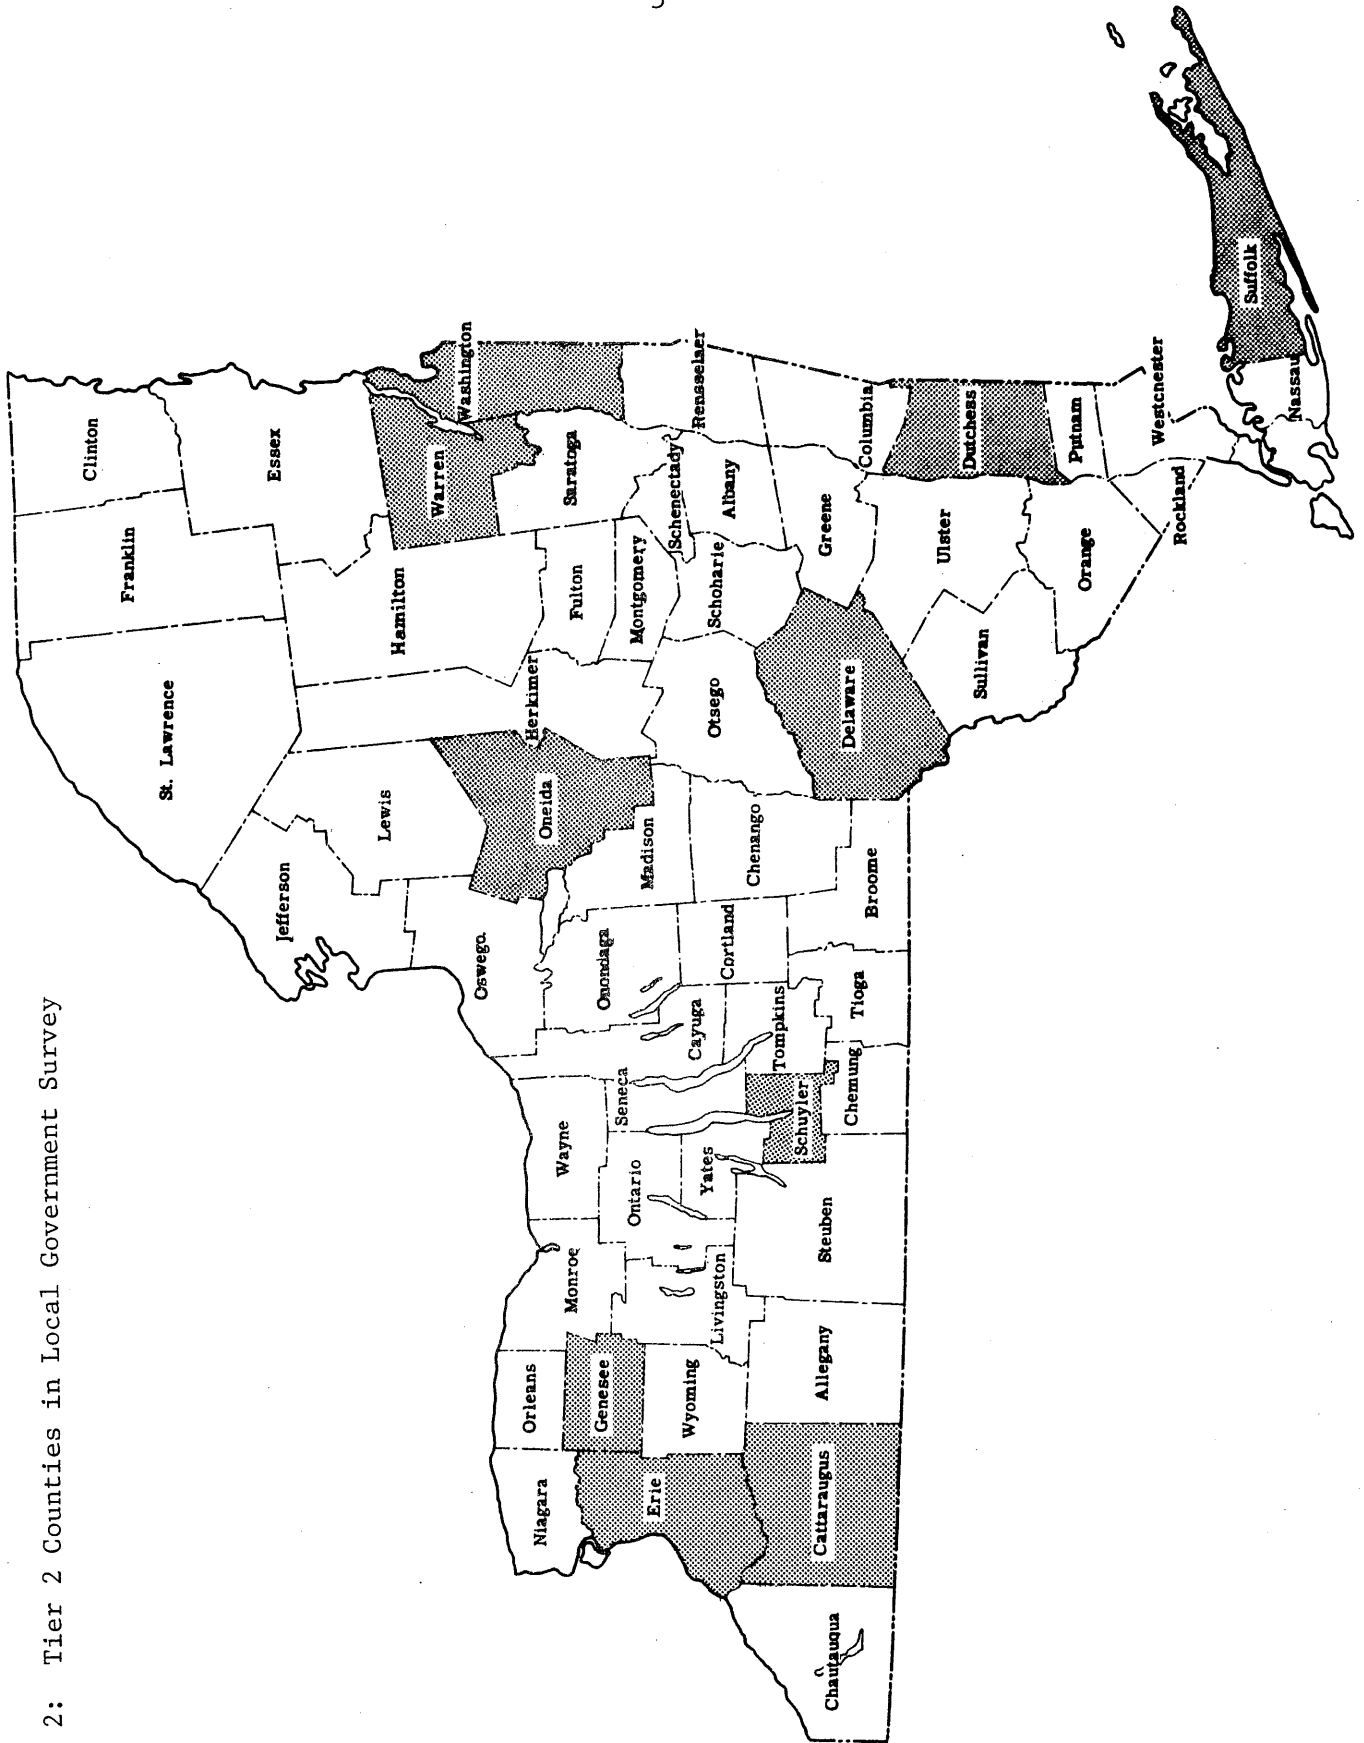 2: Tier 2 Counties in Local Government Survey
Clinton
Franklin
St. Lawrence
Essex
Jefferson
Lewis
Hamilton
Warren
Washington
Herkimer
Oneida
Oswego
Fulton
Saratoga
Niagara
Orleans
Monroe
Wayne
Seneca
Onondaga
Madison
Montgomery
Schenectady
Rensselaer
Genesee
Ontario
Erie
Wyoming
Livingston
Yates
Cayuga
Cortland
Chenango
Otsego
Schoharie
Albany
Schuyler
Tompkins
Chautauqua
Cattaraugus
Allegany
Steuben
Chemung
Tioga
Broome
Delaware
Greene
Columbia
Ulster
Dutchess
Sullivan
Orange
Putnam
Rockland
Westchester
Suffolk
Nassau